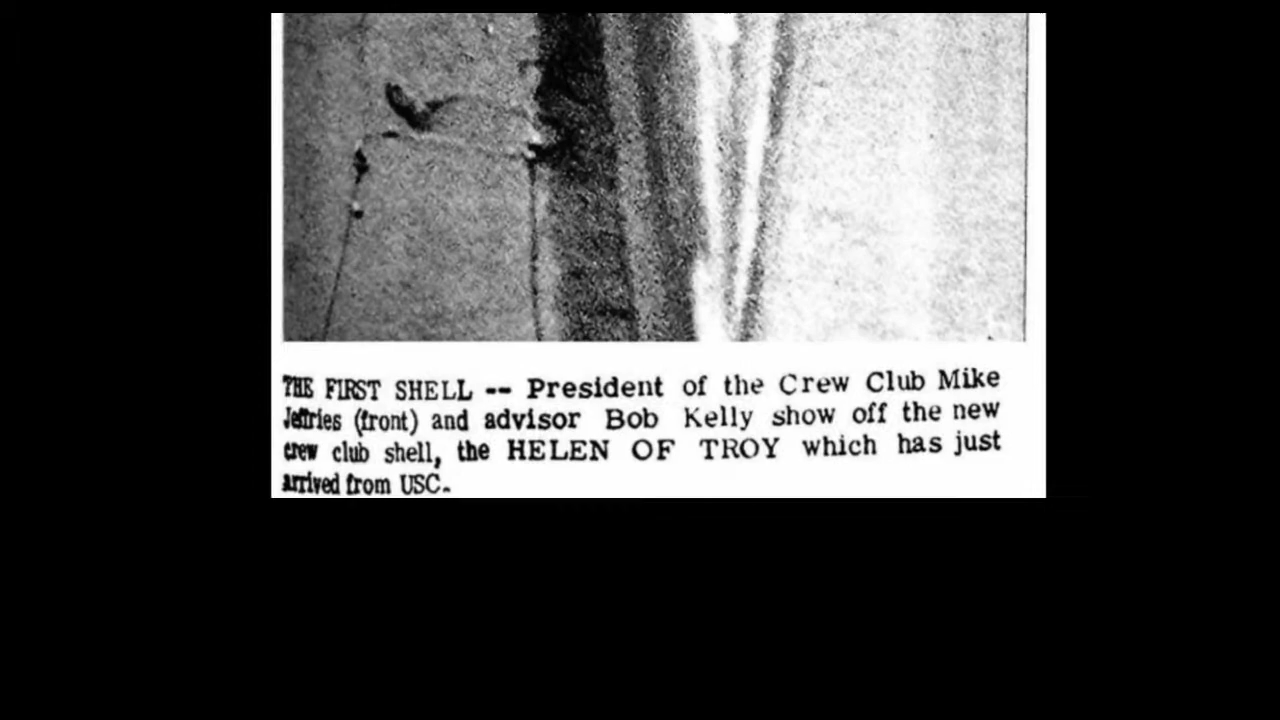 THE FIRST SHELL -- President of the Crew Club Mike
Jeffries (front) and advisor Bob Kelly show off the new
crew club shell, the HELEN OF TROY which has just
arrived from USC.